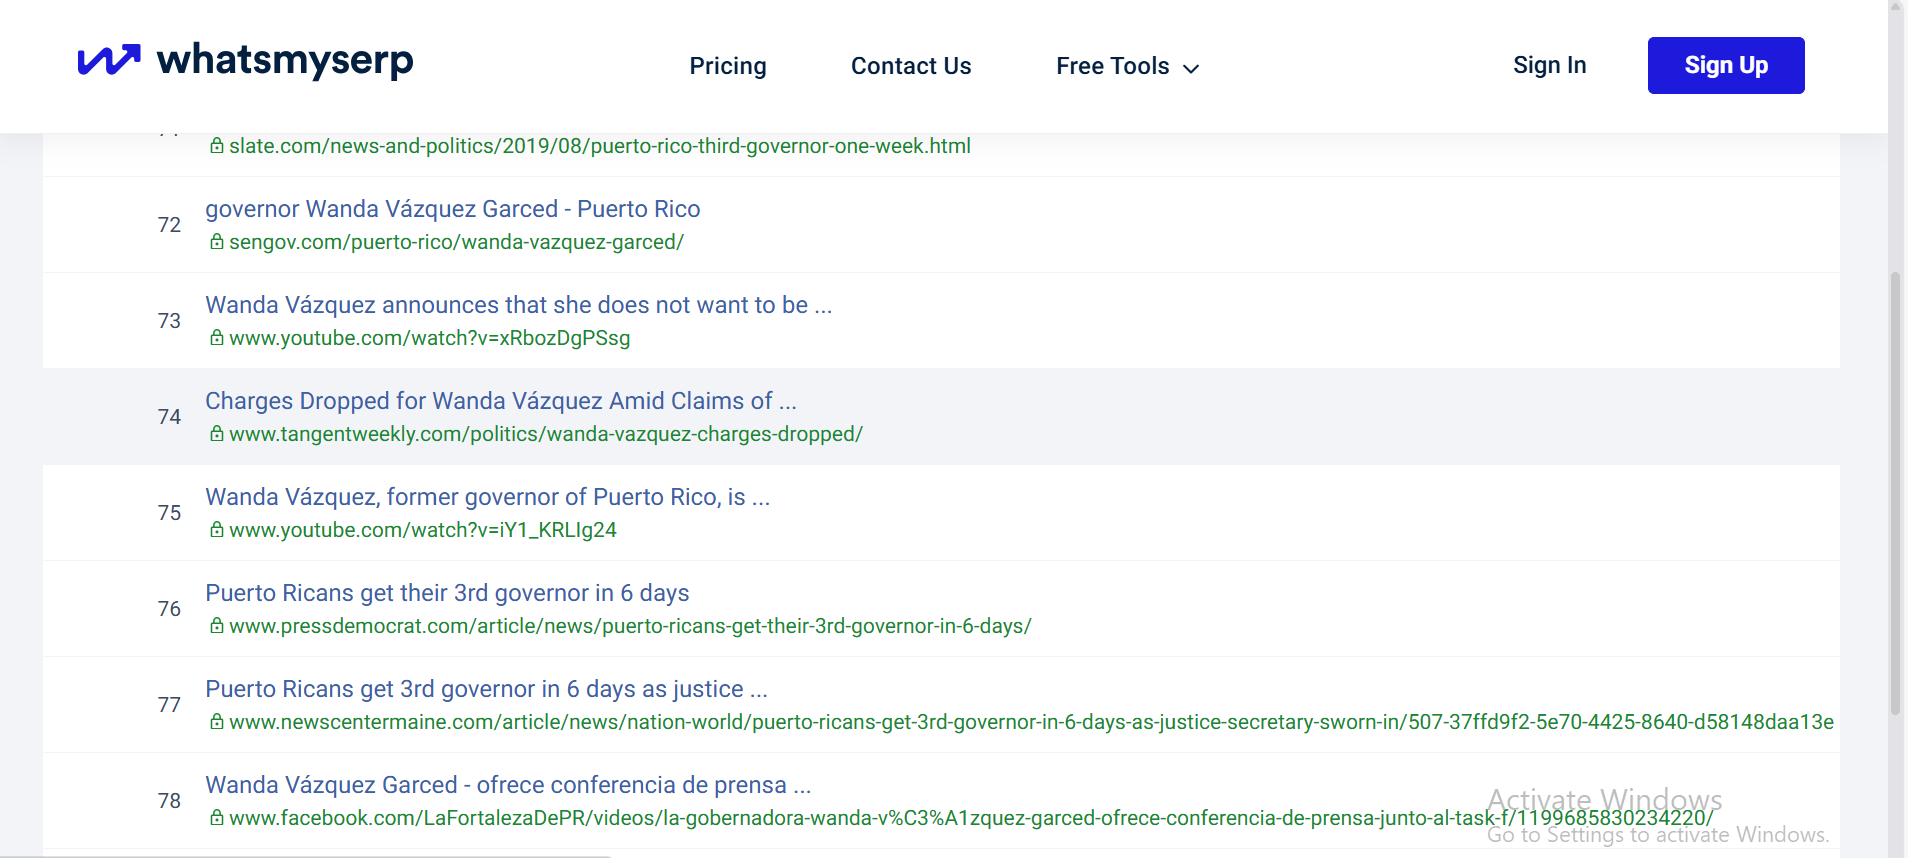 whatsmyserp
Pricing
Contact Us
Free Tools
Sign In
Sign Up
slate.com/news-and-politics/2019/08/puerto-rico-third-governor-one-week.html
72
governor Wanda Vázquez Garced - Puerto Rico
sengov.com/puerto-rico/wanda-vazquez-garced/
73
Wanda Vázquez announces that she does not want to be ...
www.youtube.com/watch?v=xRbozDgPSsg
74
Charges Dropped for Wanda Vázquez Amid Claims of ...
www.tangentweekly.com/politics/wanda-vazquez-charges-dropped/
75
Wanda Vázquez, former governor of Puerto Rico, is ...
www.youtube.com/watch?v=iY1_KRLIg24
76
Puerto Ricans get their 3rd governor in 6 days
www.pressdemocrat.com/article/news/puerto-ricans-get-their-3rd-governor-in-6-days/
77
Puerto Ricans get 3rd governor in 6 days as justice ...
www.newscentermaine.com/article/news/nation-world/puerto-ricans-get-3rd-governor-in-6-days-as-justice-secretary-sworn-in/507-37ffd9f2-5e70-4425-8640-d58148daa13e
78
Wanda Vázquez Garced - ofrece conferencia de prensa ...
www.facebook.com/LaFortalezaDePR/videos/la-gobernadora-wanda-v%C3%A1zquez-garced-ofrece-conferencia-de-prensa-junto-al-task-f/1199685830234220/
Activate Windows
Go to Settings to activate Windows.